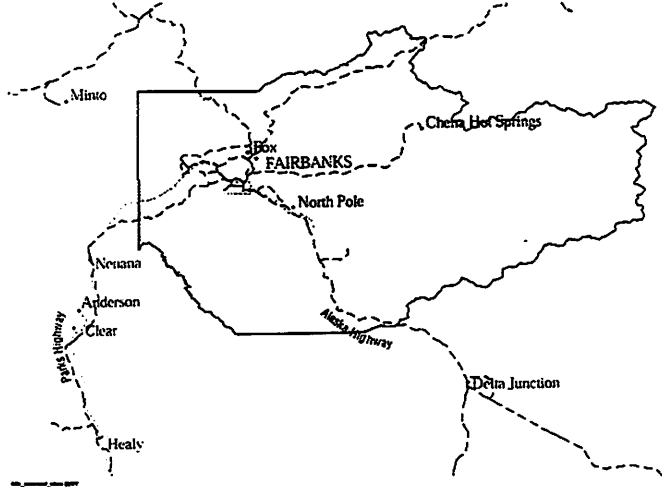 Minto
Chena Hot Springs
Fox
FAIRBANKS
North Pole
Nenana
Anderson
Clear
Parks Highway
Alaska Highway
Delta Junction
Healy